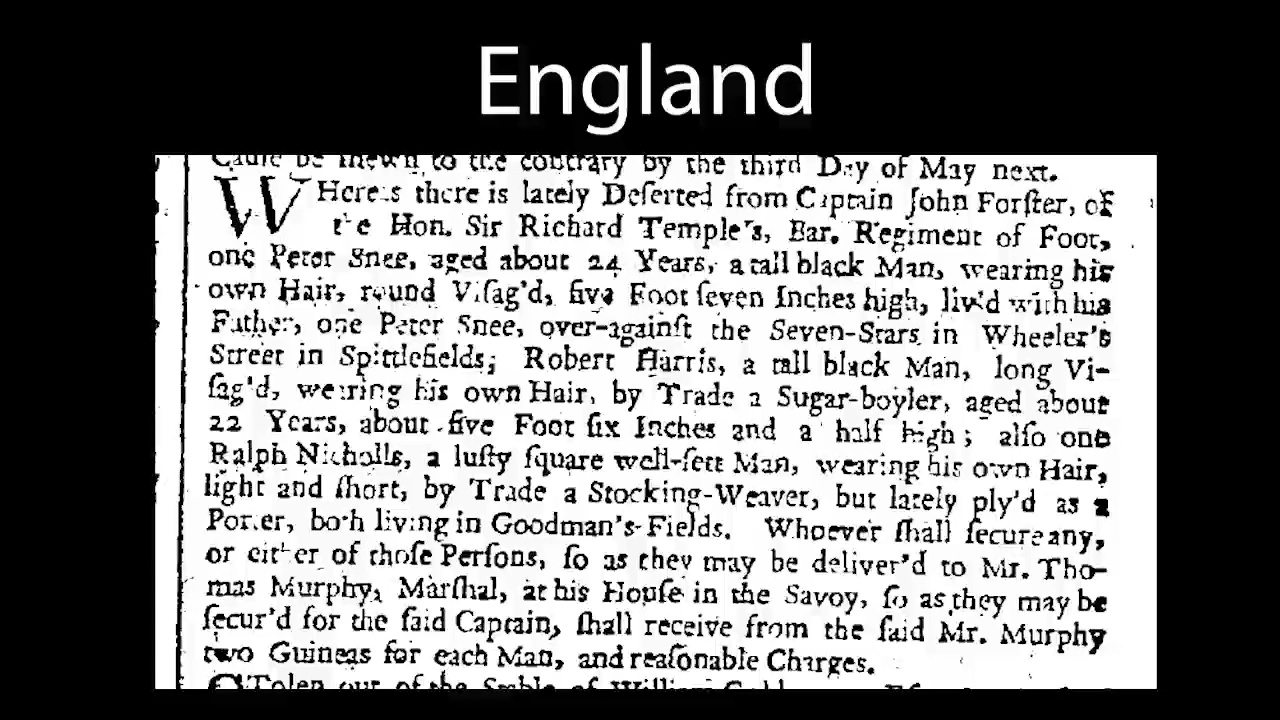 England
Cause be shewn to the contrary by the third Day of May next.
WHereas there is lately Deserted from Captain John Forster, of
the Hon. Sir Richard Temple's, Bar. Regiment of Foot,
one Peter Snee, aged about 24 Years, a tall black Man, wearing his
own Hair, round Viſag'd, five Foot ſeven Inches high, liv'd with his
Father, one Peter Snee, over-againſt the Seven-Stars in Wheeler's
Street in Spittlefields; Robert Harris, a tall black Man, long Vi-
ſag'd, wearing his own Hair, by Trade a Sugar-boyler, aged about
22 Years, about five Foot ſix Inches and a half high; alſo one
Ralph Nicholls, a luſty ſquare well-ſett Man, wearing his own Hair,
light and ſhort, by Trade a Stocking-Weaver, but lately ply'd as a
Porter, both living in Goodman's-Fields. Whoever ſhall ſecure any,
or either of thoſe Perſons, ſo as they may be deliver'd to Mr. Tho-
mas Murphy, Marſhal, at his Houſe in the Savoy, ſo as they may be
ſecur'd for the ſaid Captain, ſhall receive from the ſaid Mr. Murphy
two Guineas for each Man, and reaſonable Charges.
STolen out of the Stable of William